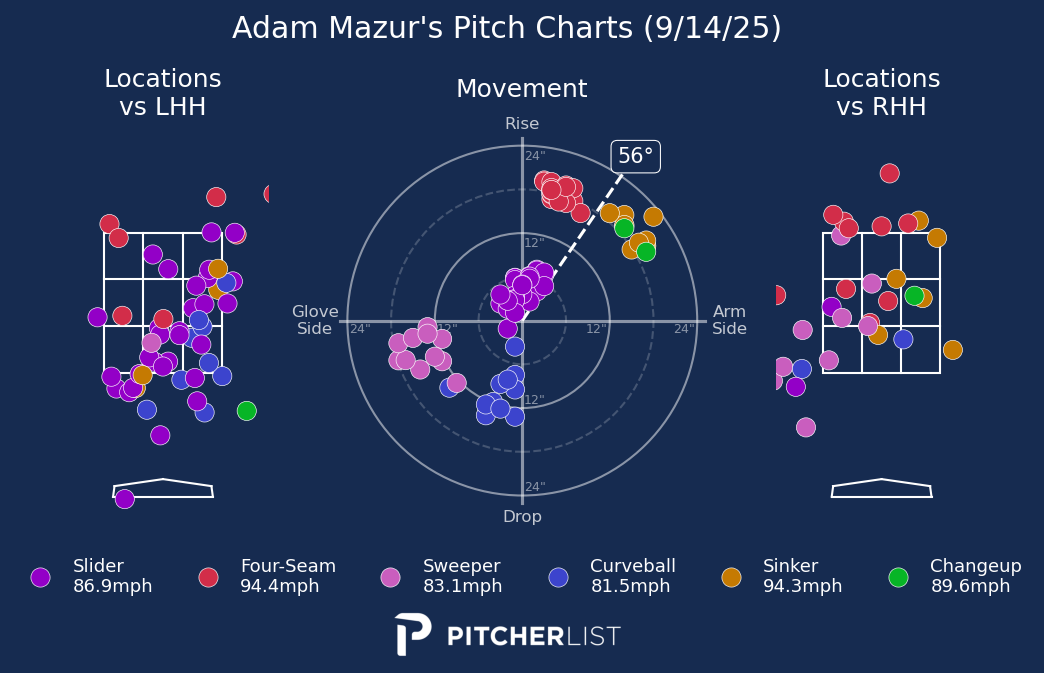 Adam Mazur's Pitch Charts (9/14/25)
Locations
vs LHH
Movement
Locations
vs RHH
Rise
24"
56°
12"
Glove
Side
24"
12"
12"
24"
Arm
Side
12"
24"
Drop
Slider
86.9mph
Four-Seam
94.4mph
Sweeper
83.1mph
Curveball
81.5mph
Sinker
94.3mph
Changeup
89.6mph
PITCHERLIST